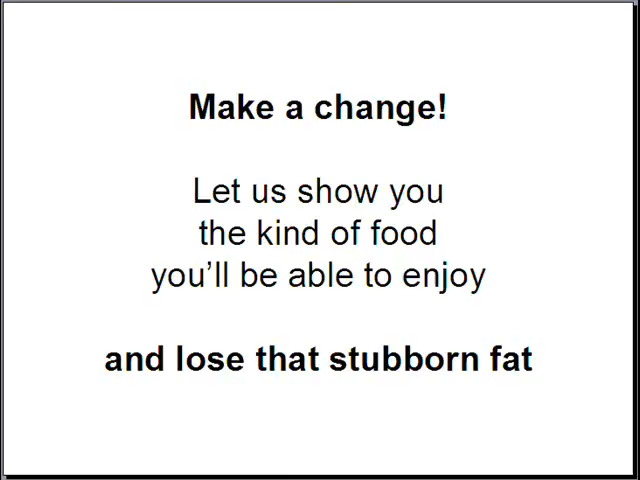 Make a change!
Let us show you
the kind of food
you’ll be able to enjoy
and lose that stubborn fat